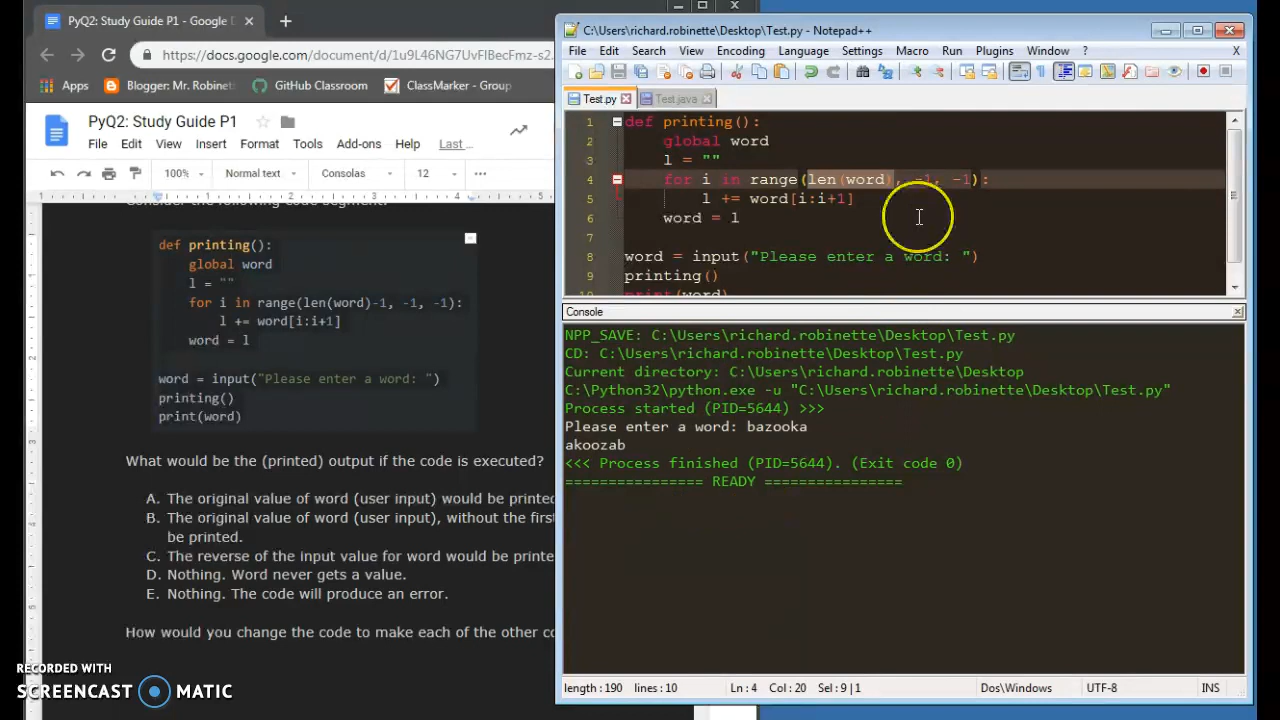 PyQ2: Study Guide P1 - Google D
https://docs.google.com/document/d/1u9L46NG7UvFIBecFmz-s2
Apps
Blogger: Mr. Robinet
GitHub Classroom
ClassMarker - Group
PyQ2: Study Guide P1
File Edit View Insert Format Tools Add-ons Help Last ...
100% Normal text Consolas 12
def printing():
global word
l = ""
for i in range(len(word)-1, -1, -1):
l += word[i:i+1]
word = l
word = input("Please enter a word: ")
printing()
print(word)
What would be the (printed) output if the code is executed?
A. The original value of word (user input) would be printed
B. The original value of word (user input), without the first
be printed.
C. The reverse of the input value for word would be printe
D. Nothing. Word never gets a value.
E. Nothing. The code will produce an error.
How would you change the code to make each of the other co
RECORDED WITH
SCREENCAST MATIC
C:\Users\richard.robinette\Desktop\Test.py - Notepad++
File Edit Search View Encoding Language Settings Macro Run Plugins Window ? X
Test.py Test.java
1 def printing():
2 global word
3 l = ""
4 for i in range(len(word), -1, -1):
5 l += word[i:i+1]
6 word = l
7
8 word = input("Please enter a word: ")
9 printing()
10 print(word)
Console
NPP_SAVE: C:\Users\richard.robinette\Desktop\Test.py
CD: C:\Users\richard.robinette\Desktop
Current directory: C:\Users\richard.robinette\Desktop
C:\Python32\python.exe -u "C:\Users\richard.robinette\Desktop\Test.py"
Process started (PID=5644) >>>
Please enter a word: bazooka
akoozab
<<< Process finished (PID=5644). (Exit code 0)
================ READY ================
length : 190 lines : 10 Ln : 4 Col : 20 Sel : 9 | 1 Dos\Windows UTF-8 INS